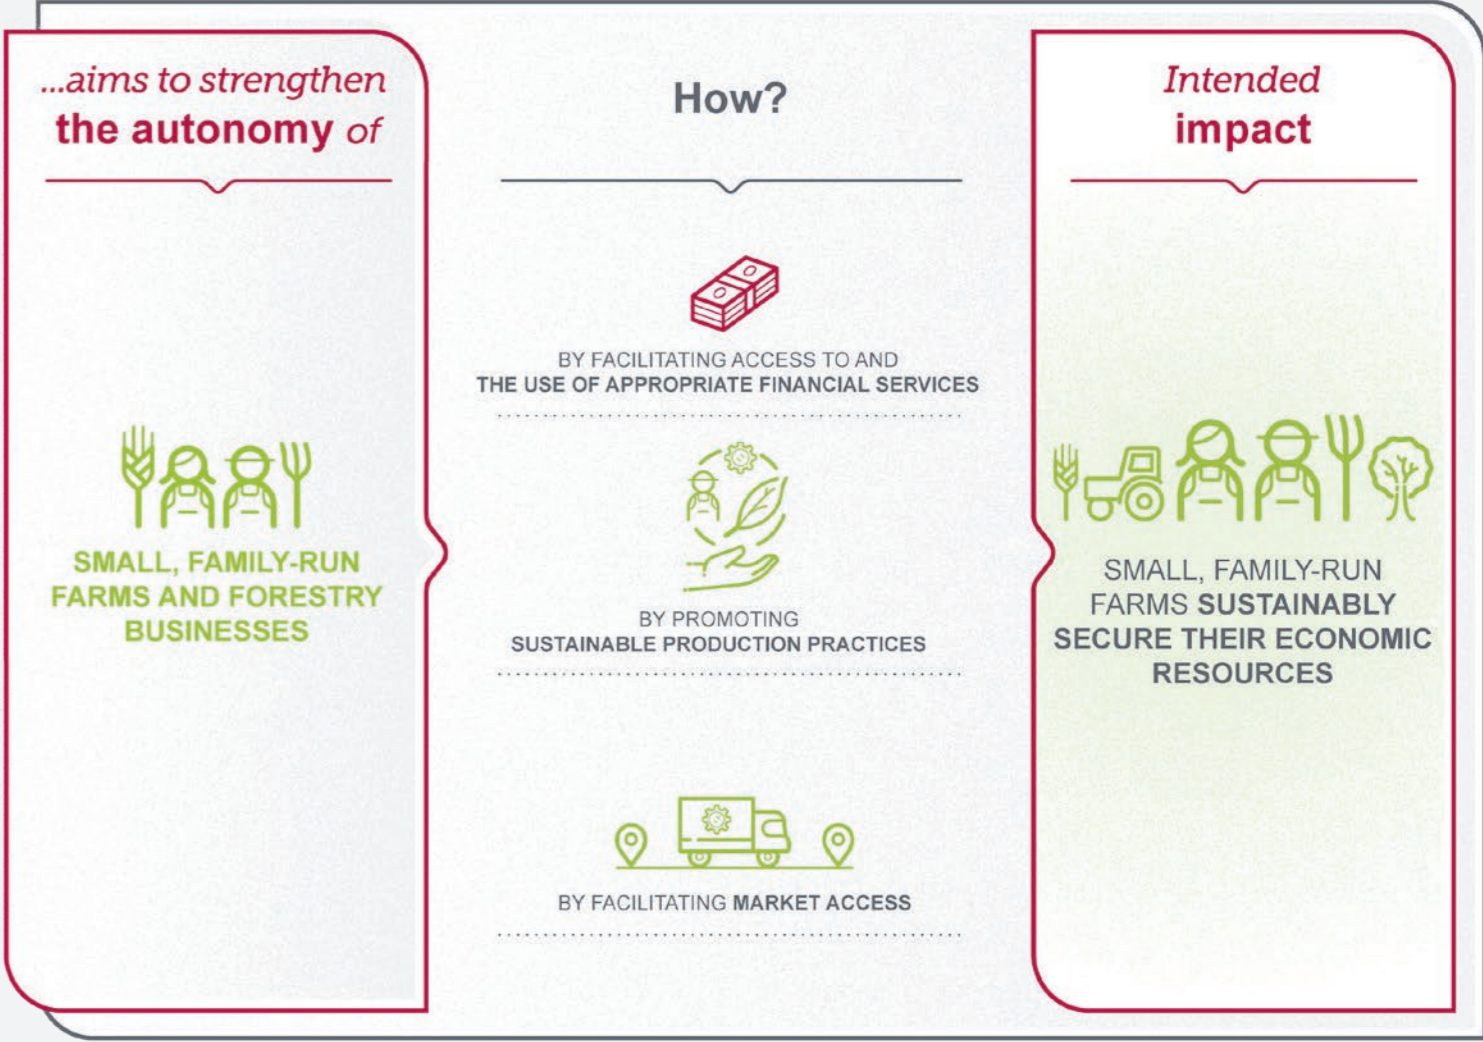 ...aims to strengthen
the autonomy of
SMALL, FAMILY-RUN
FARMS AND FORESTRY
BUSINESSES
How?
BY FACILITATING ACCESS TO AND
THE USE OF APPROPRIATE FINANCIAL SERVICES
BY PROMOTING
SUSTAINABLE PRODUCTION PRACTICES
BY FACILITATING MARKET ACCESS
Intended
impact
SMALL, FAMILY-RUN
FARMS SUSTAINABLY
SECURE THEIR ECONOMIC
RESOURCES